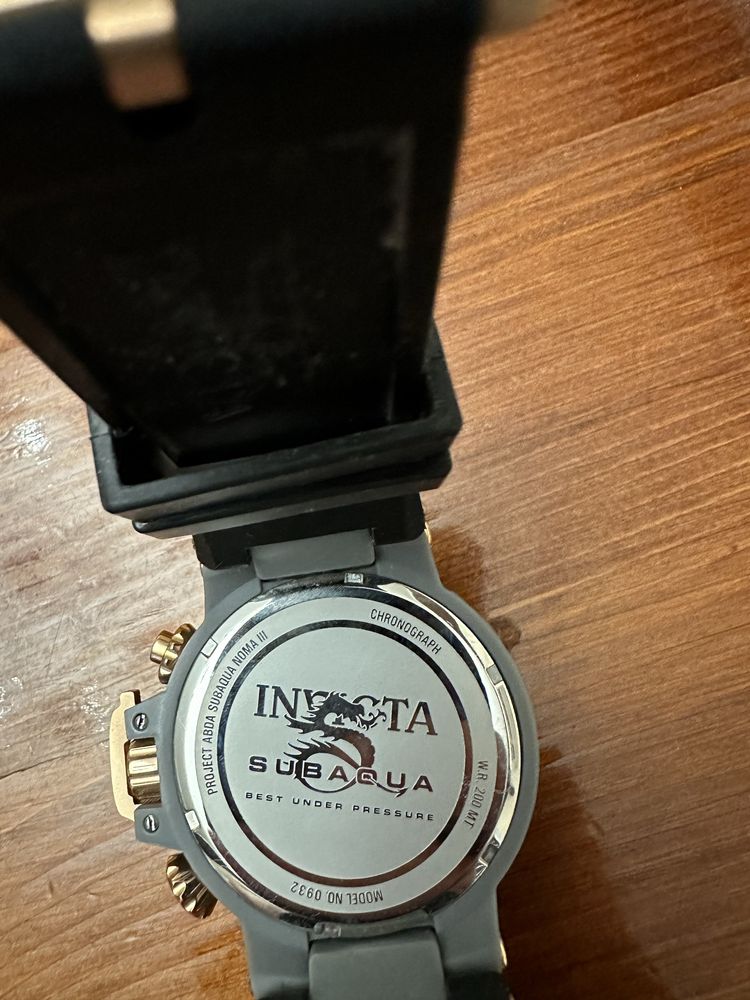 PROJECT ABDA SUBAQUA NOMA III
CHRONOGRAPH
INVICTA
SUBAQUA
BEST UNDER PRESSURE
W.R. 200 MT
MODEL NO. 0932